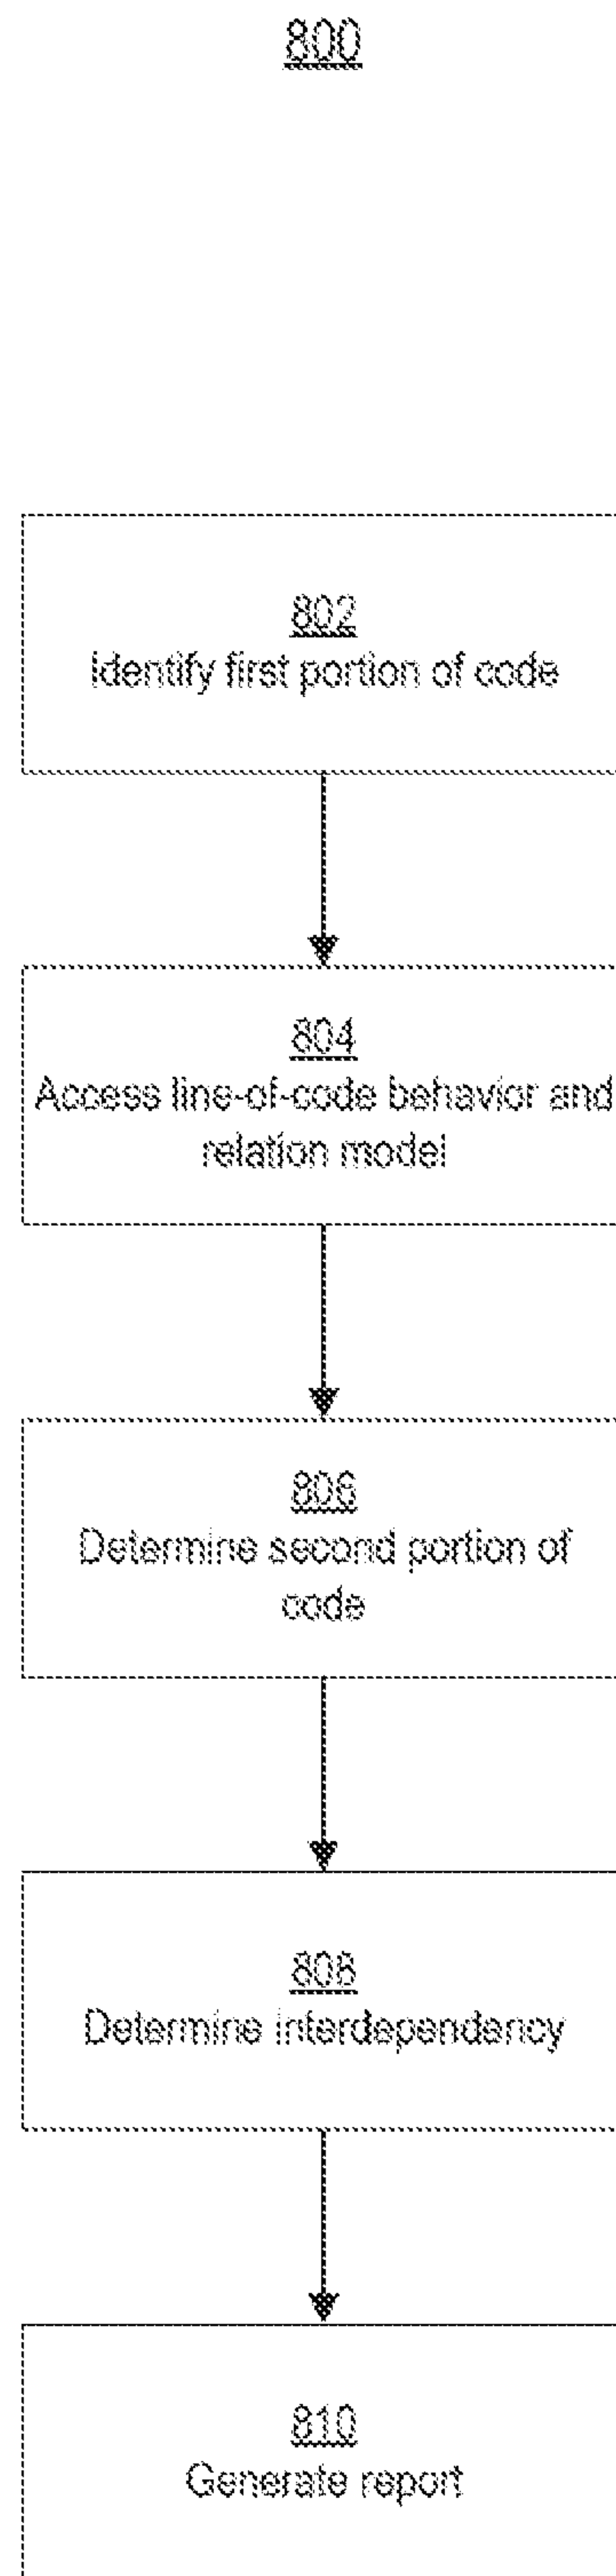 800
802
Identify first portion of code
804
Access line-of-code behavior and
relation model
806
Determine second portion of
code
808
Determine interdependency
810
Generate report